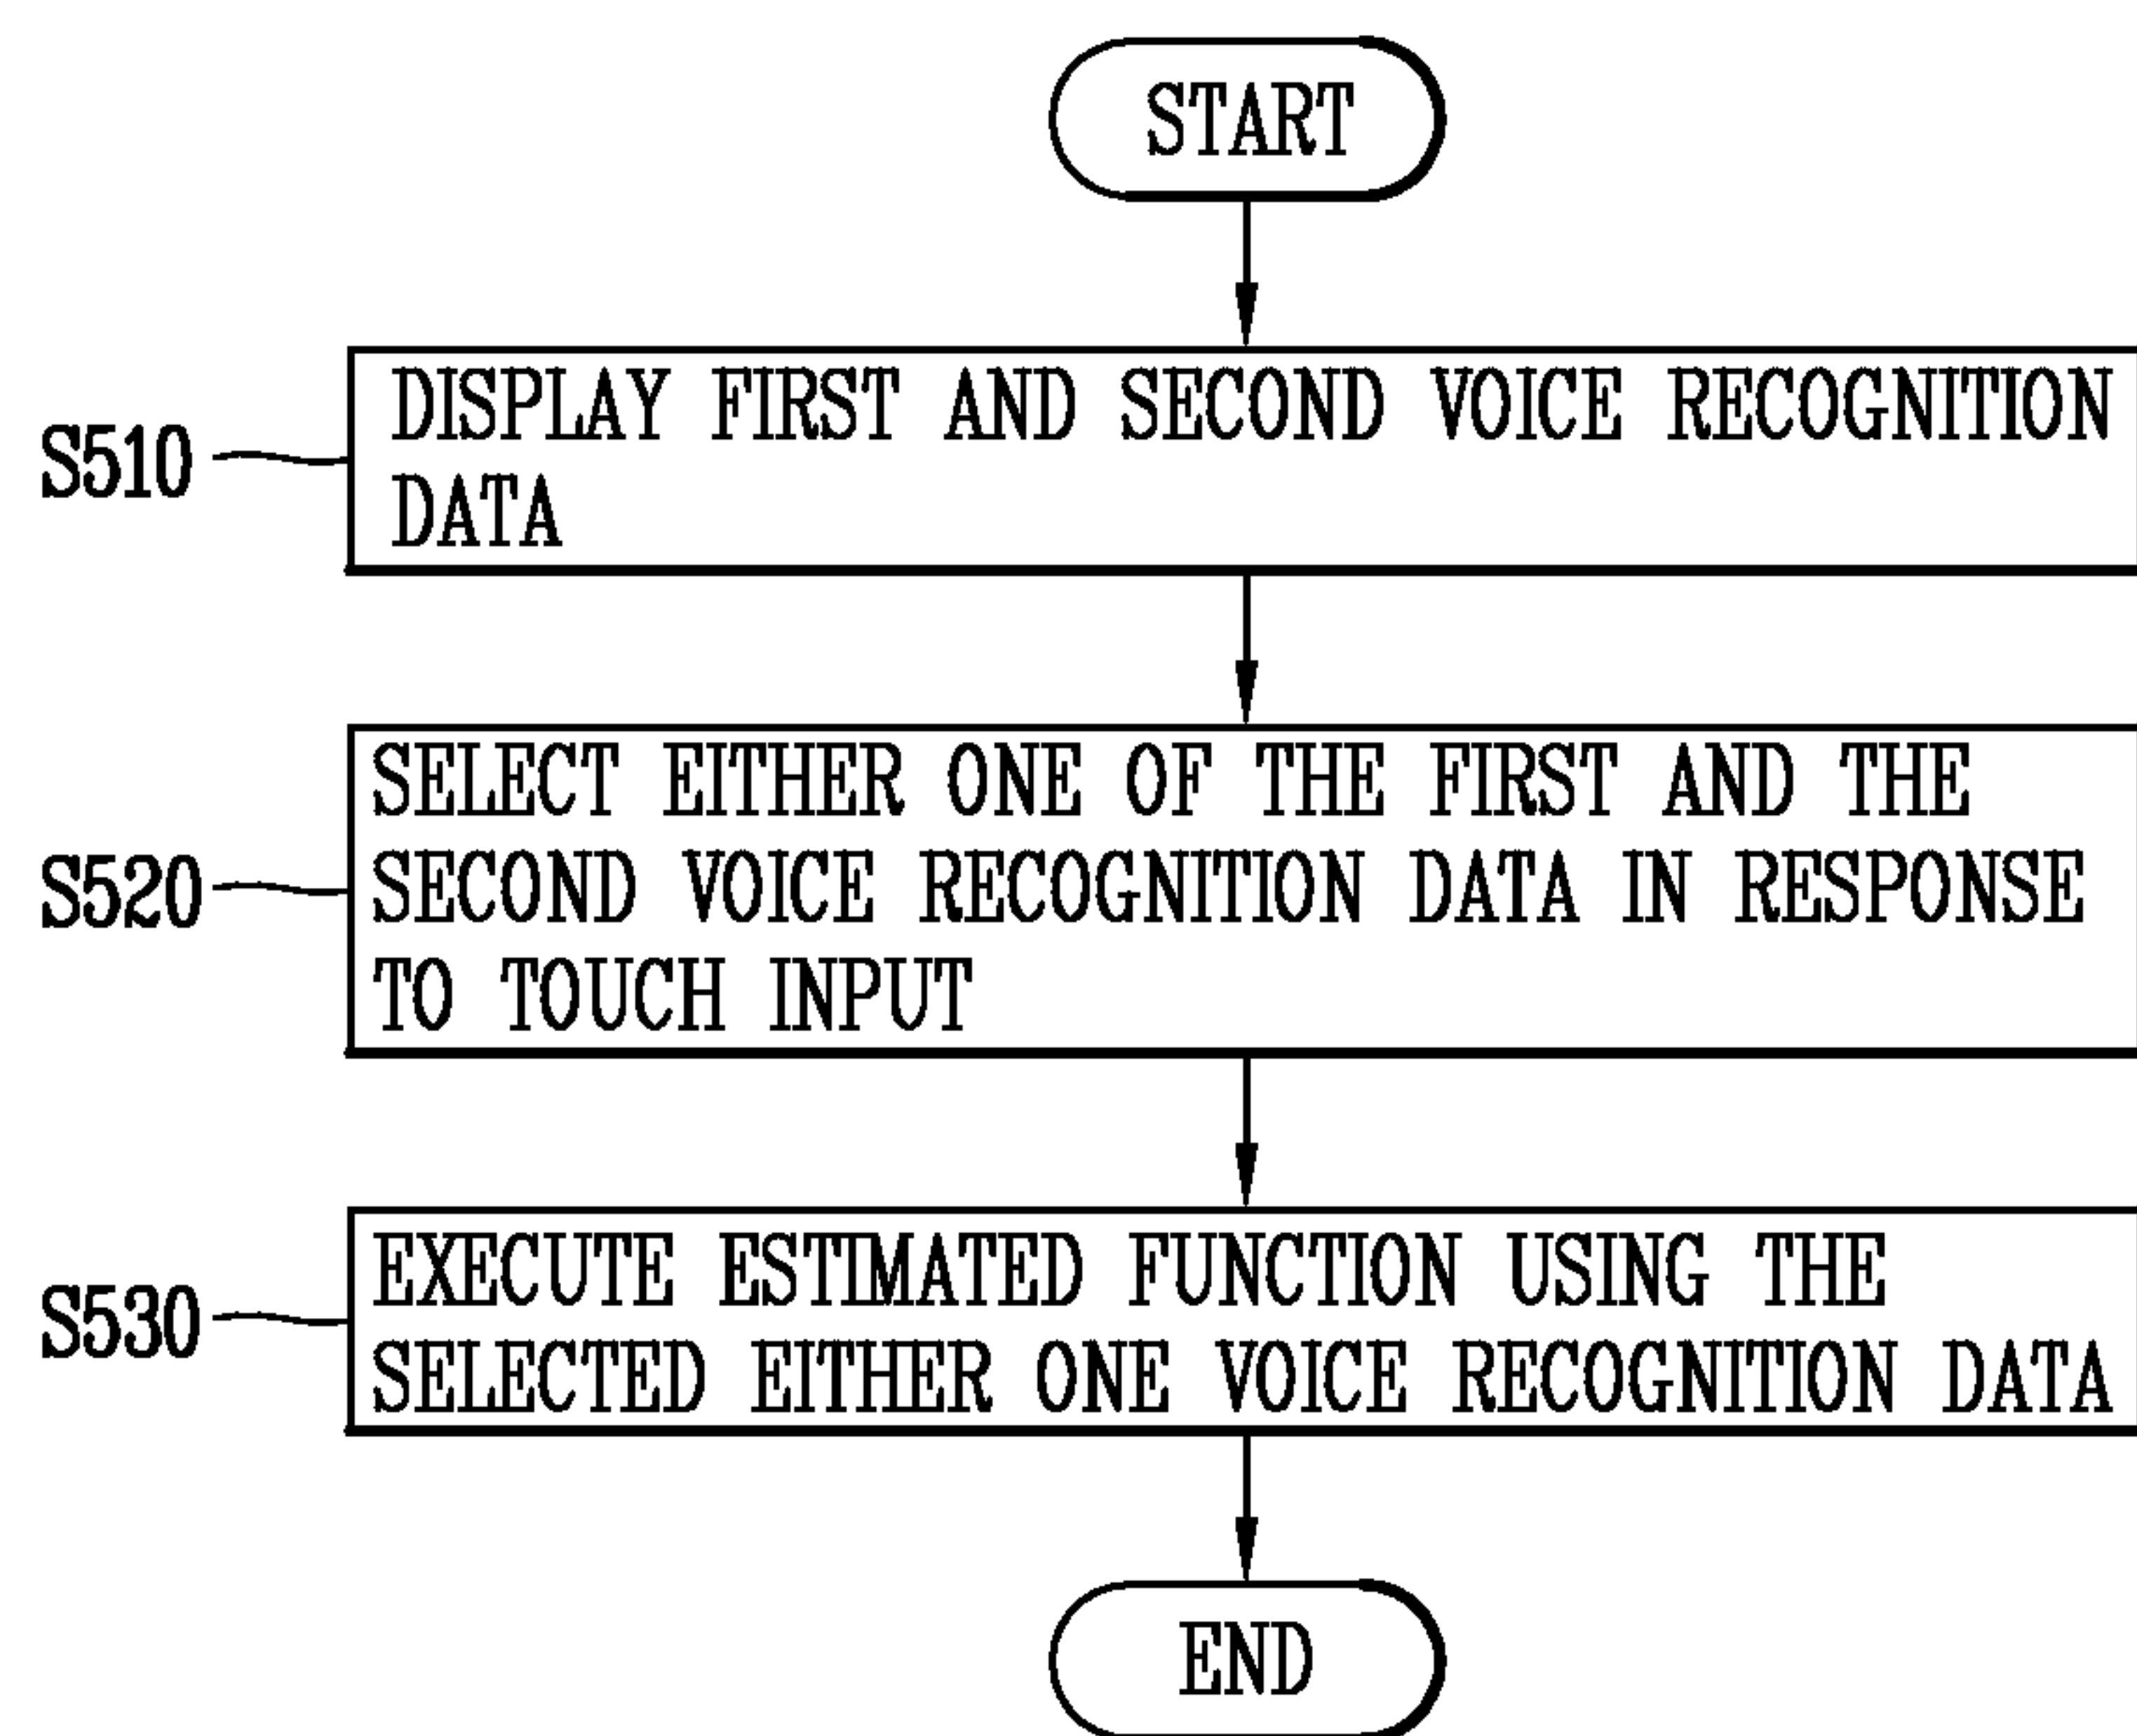 START
S510
DISPLAY FIRST AND SECOND VOICE RECOGNITION
DATA
S520
SELECT EITHER ONE OF THE FIRST AND THE
SECOND VOICE RECOGNITION DATA IN RESPONSE
TO TOUCH INPUT
S530
EXECUTE ESTIMATED FUNCTION USING THE
SELECTED EITHER ONE VOICE RECOGNITION DATA
END